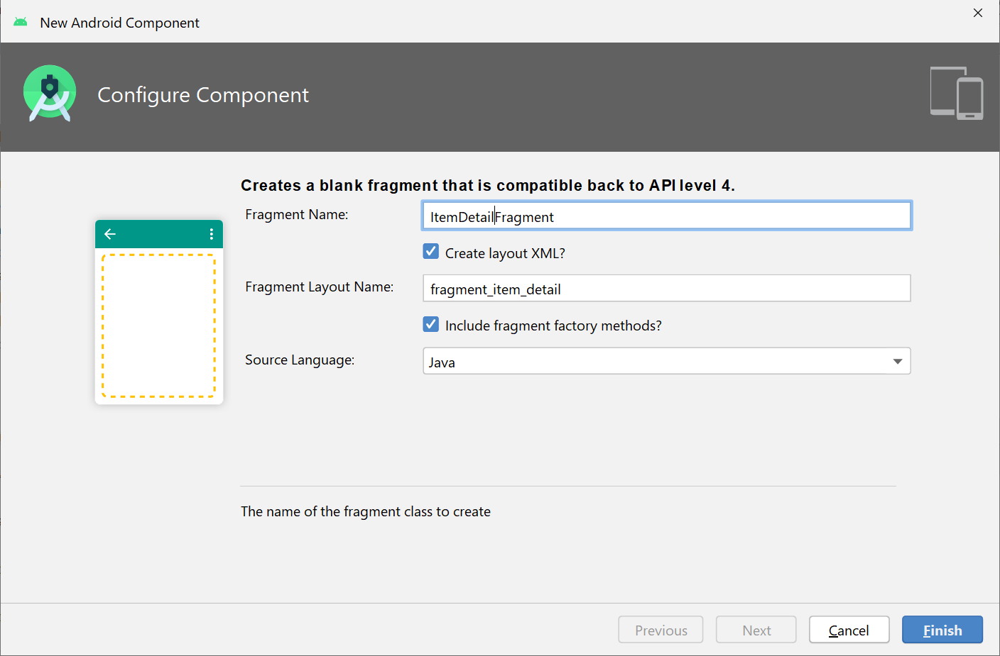 New Android Component
Configure Component
Creates a blank fragment that is compatible back to API level 4.
Fragment Name:
ItemDetailFragment
Create layout XML?
Fragment Layout Name:
fragment_item_detail
Include fragment factory methods?
Source Language:
Java
The name of the fragment class to create
Previous
Next
Cancel
Finish